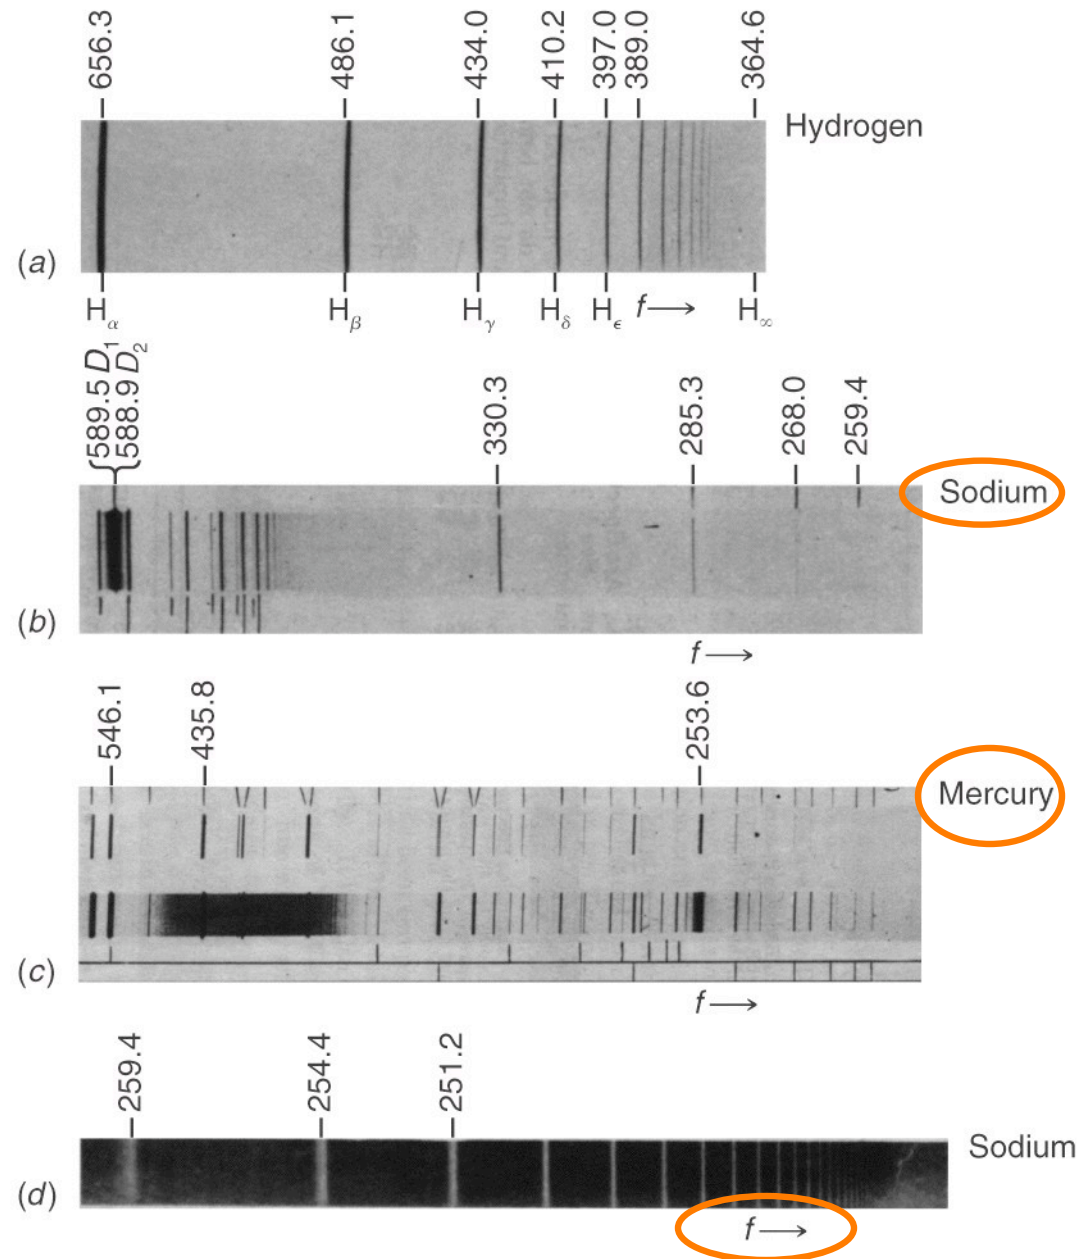 656.3 486.1 434.0 410.2 397.0 389.0 364.6
Hydrogen
(a)
Hα Hβ Hγ Hδ Hϵ f → H∞
589.5 D1
588.9 D2
330.3 285.3 268.0 259.4
Sodium
(b)
f →
546.1 435.8 253.6
Mercury
(c)
f →
259.4 254.4 251.2
Sodium
(d)
f →